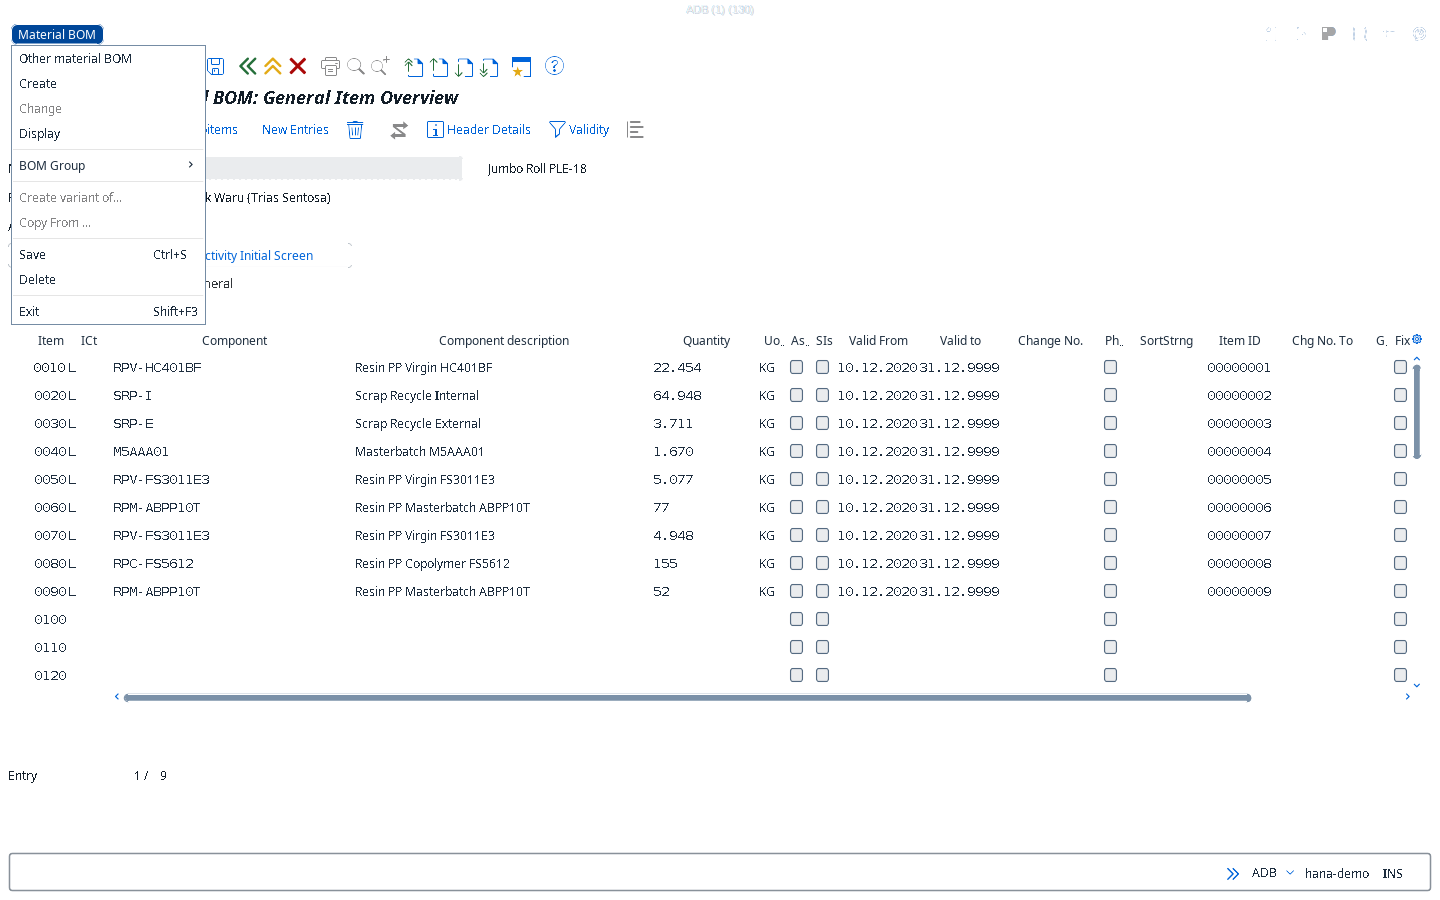 ADB (1) (130)
Material BOM
Other material BOM
Create
Change
Display
BOM Group
Create variant of...
Copy From ...
Save Ctrl+S
Delete
Exit Shift+F3
BOM: General Item Overview
New Entries Header Details Validity
Jumbo Roll PLE-18
Waru (Trias Sentosa)
Initial Screen
Item ICt Component Component description Quantity Uo.. As.. SIs Valid From Valid to Change No. Ph.. SortStrng Item ID Chg No. To G. Fix
0010 L RPV-HC401BF Resin PP Virgin HC401BF 22.454 KG 10.12.2020 31.12.9999 00000001
0020 L SRP-I Scrap Recycle Internal 64.948 KG 10.12.2020 31.12.9999 00000002
0030 L SRP-E Scrap Recycle External 3.711 KG 10.12.2020 31.12.9999 00000003
0040 L M5AAA01 Masterbatch M5AAA01 1.670 KG 10.12.2020 31.12.9999 00000004
0050 L RPV-FS3011E3 Resin PP Virgin FS3011E3 5.077 KG 10.12.2020 31.12.9999 00000005
0060 L RPM-ABPP10T Resin PP Masterbatch ABPP10T 77 KG 10.12.2020 31.12.9999 00000006
0070 L RPV-FS3011E3 Resin PP Virgin FS3011E3 4.948 KG 10.12.2020 31.12.9999 00000007
0080 L RPC-FS5612 Resin PP Copolymer FS5612 155 KG 10.12.2020 31.12.9999 00000008
0090 L RPM-ABPP10T Resin PP Masterbatch ABPP10T 52 KG 10.12.2020 31.12.9999 00000009
0100
0110
0120
Entry 1 / 9
ADB hana-demo INS